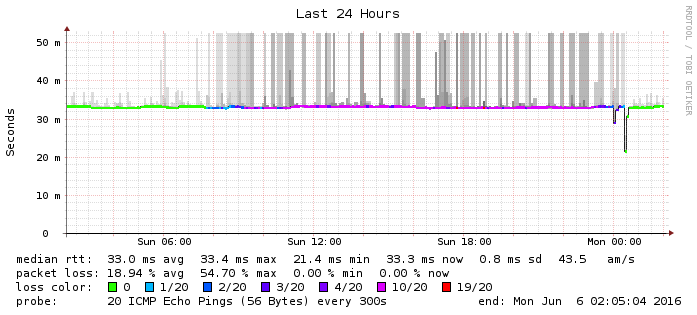 Last 24 Hours
RRDTOOL / TOBI OETIKER
Seconds
50 m
40 m
30 m
20 m
10 m
0
Sun 06:00 Sun 12:00 Sun 18:00 Mon 00:00
median rtt: 33.0 ms avg 33.4 ms max 21.4 ms min 33.3 ms now 0.8 ms sd 43.5 am/s
packet loss: 18.94 % avg 54.70 % max 0.00 % min 0.00 % now
loss color: 0 1/20 2/20 3/20 4/20 10/20 19/20
probe: 20 ICMP Echo Pings (56 Bytes) every 300s end: Mon Jun 6 02:05:04 2016